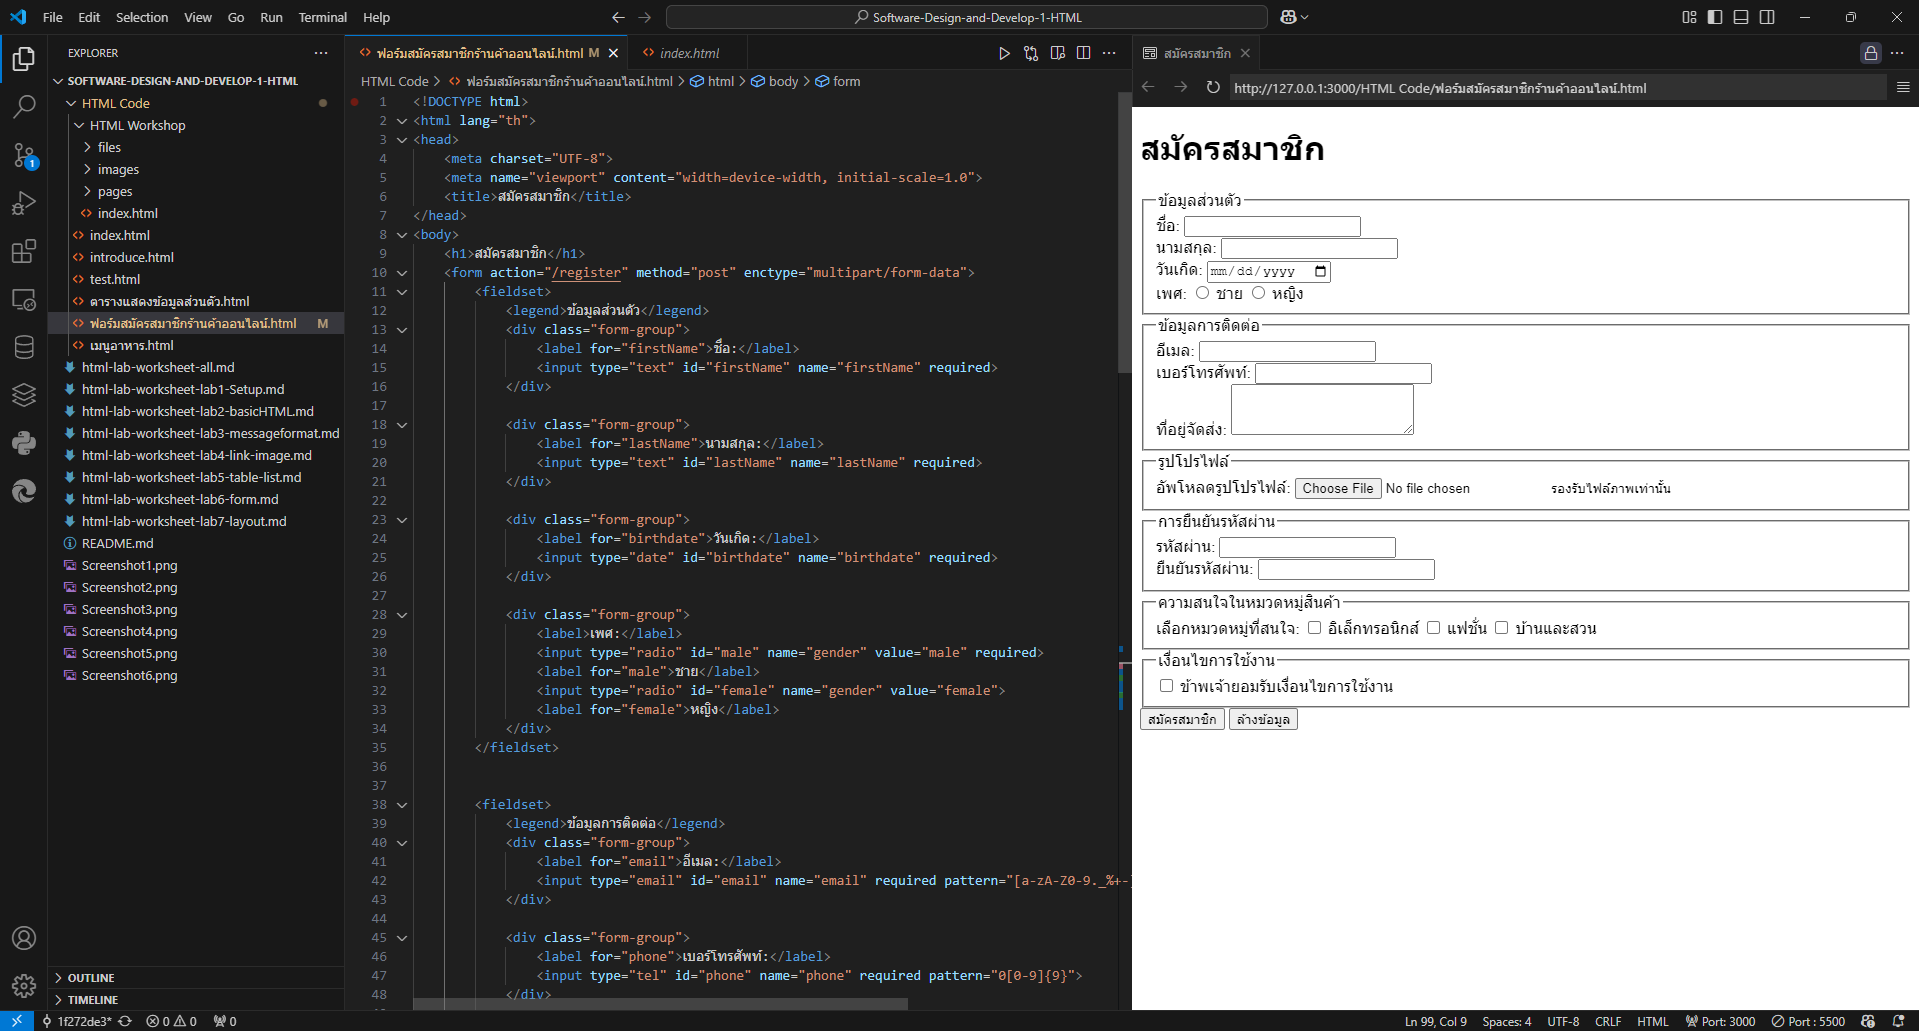 File Edit Selection View Go Run Terminal Help
Software-Design-and-Develop-1-HTML
EXPLORER
SOFTWARE-DESIGN-AND-DEVELOP-1-HTML
HTML Code
HTML Workshop
files
images
pages
index.html
index.html
introduce.html
test.html
ตารางแสดงข้อมูลส่วนตัว.html
ฟอร์มสมัครสมาชิกร้านค้าออนไลน์.html M
เมนูอาหาร.html
html-lab-worksheet-all.md
html-lab-worksheet-lab1-Setup.md
html-lab-worksheet-lab2-basicHTML.md
html-lab-worksheet-lab3-messageformat.md
html-lab-worksheet-lab4-link-image.md
html-lab-worksheet-lab5-table-list.md
html-lab-worksheet-lab6-form.md
html-lab-worksheet-lab7-layout.md
README.md
Screenshot1.png
Screenshot2.png
Screenshot3.png
Screenshot4.png
Screenshot5.png
Screenshot6.png
OUTLINE
TIMELINE
ฟอร์มสมัครสมาชิกร้านค้าออนไลน์.html M
index.html
HTML Code > ฟอร์มสมัครสมาชิกร้านค้าออนไลน์.html > html > body > form
1 <!DOCTYPE html>
2 <html lang="th">
3 <head>
4 <meta charset="UTF-8">
5 <meta name="viewport" content="width=device-width, initial-scale=1.0">
6 <title>สมัครสมาชิก</title>
7 </head>
8 <body>
9 <h1>สมัครสมาชิก</h1>
10 <form action="/register" method="post" enctype="multipart/form-data">
11 <fieldset>
12 <legend>ข้อมูลส่วนตัว</legend>
13 <div class="form-group">
14 <label for="firstName">ชื่อ:</label>
15 <input type="text" id="firstName" name="firstName" required>
16 </div>
17
18 <div class="form-group">
19 <label for="lastName">นามสกุล:</label>
20 <input type="text" id="lastName" name="lastName" required>
21 </div>
22
23 <div class="form-group">
24 <label for="birthdate">วันเกิด:</label>
25 <input type="date" id="birthdate" name="birthdate" required>
26 </div>
27
28 <div class="form-group">
29 <label>เพศ:</label>
30 <input type="radio" id="male" name="gender" value="male" required>
31 <label for="male">ชาย</label>
32 <input type="radio" id="female" name="gender" value="female">
33 <label for="female">หญิง</label>
34 </div>
35 </fieldset>
36
37
38 <fieldset>
39 <legend>ข้อมูลการติดต่อ</legend>
40 <div class="form-group">
41 <label for="email">อีเมล:</label>
42 <input type="email" id="email" name="email" required pattern="[a-zA-Z0-9._%+-]
43 </div>
44
45 <div class="form-group">
46 <label for="phone">เบอร์โทรศัพท์:</label>
47 <input type="tel" id="phone" name="phone" required pattern="0[0-9]{9}">
48 </div>
สมัครสมาชิก
http://127.0.0.1:3000/HTML Code/ฟอร์มสมัครสมาชิกร้านค้าออนไลน์.html
สมัครสมาชิก
ข้อมูลส่วนตัว
ชื่อ:
นามสกุล:
วันเกิด: mm/dd/yyyy
เพศ: ชาย หญิง
ข้อมูลการติดต่อ
อีเมล:
เบอร์โทรศัพท์:
ที่อยู่จัดส่ง:
รูปโปรไฟล์
อัพโหลดรูปโปรไฟล์: Choose File No file chosen รองรับไฟล์ภาพเท่านั้น
การยืนยันรหัสผ่าน
รหัสผ่าน:
ยืนยันรหัสผ่าน:
ความสนใจในหมวดหมู่สินค้า
เลือกหมวดหมู่ที่สนใจ: อิเล็กทรอนิกส์ แฟชั่น บ้านและสวน
เงื่อนไขการใช้งาน
ข้าพเจ้ายอมรับเงื่อนไขการใช้งาน
สมัครสมาชิก ล้างข้อมูล
1f272de3* 0 0 0
Ln 99, Col 9 Spaces: 4 UTF-8 CRLF HTML Port: 3000 Port : 5500